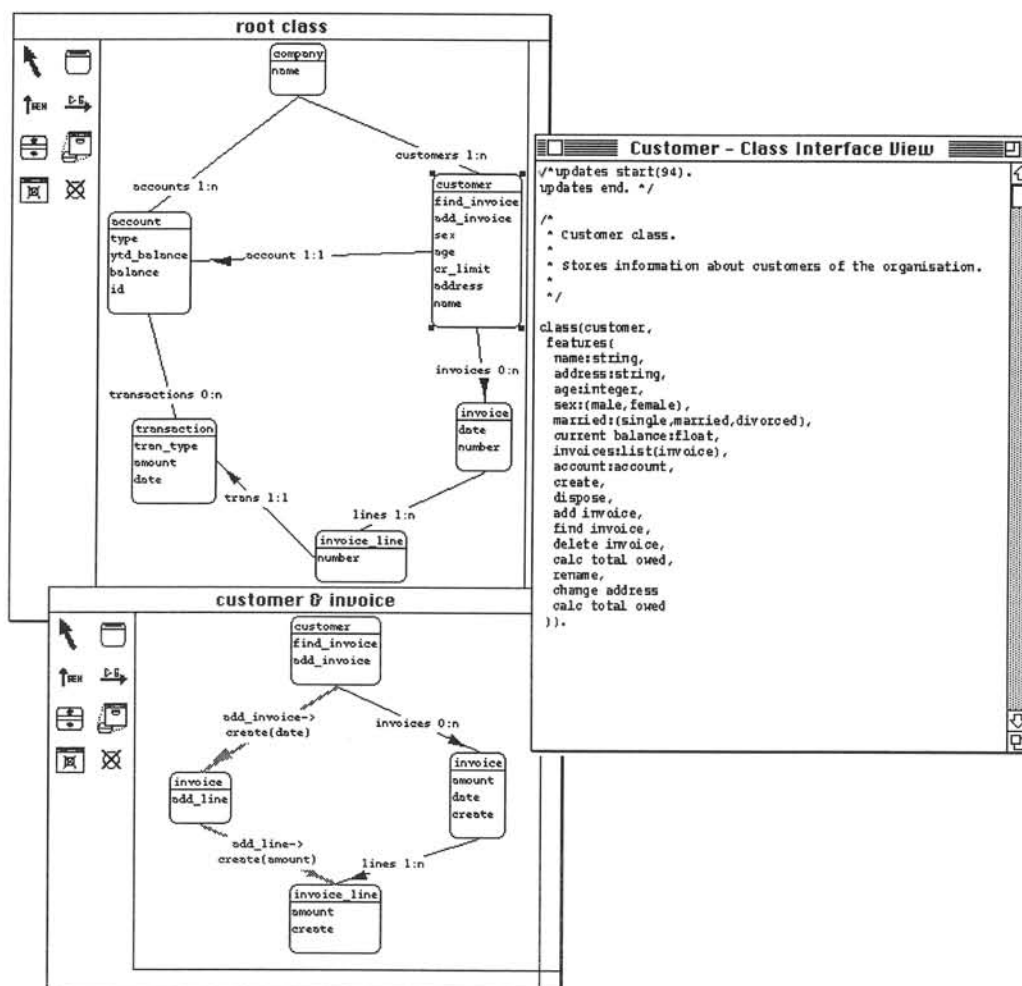 root class
company
name
customers 1:n
accounts 1:n
customer
find_invoice
add_invoice
sex
age
cr_limit
address
name
account
type
ytd_balance
balance
id
account 1:1
invoices 0:n
transactions 0:n
invoice
date
number
transaction
tran_type
amount
date
trans 1:1
lines 1:n
invoice_line
number
GEN
Customer - Class Interface View
/*updates start(94).
updates end. */
/*
* Customer class.
*
* Stores information about customers of the organisation.
*
*/
class(customer,
features(
name:string,
address:string,
age:integer,
sex:(male,female),
married:(single,married,divorced),
current balance:float,
invoices:list(invoice),
account:account,
create,
dispose,
add invoice,
find invoice,
delete invoice,
calc total owed,
rename,
change address
calc total owed
)).
customer & invoice
customer
find_invoice
add_invoice
add_invoice->
create(date)
invoices 0:n
invoice
add_line
invoice
amount
date
create
add_line->
create(amount)
lines 1:n
invoice_line
amount
create
GEN